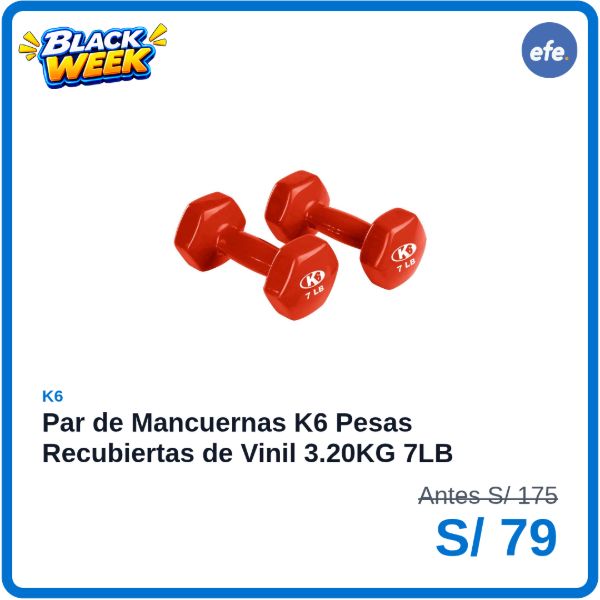 BLACK
WEEK
efe.
K6
7 LB
K6
7 LB
K6
Par de Mancuernas K6 Pesas
Recubiertas de Vinil 3.20KG 7LB
Antes S/ 175
S/ 79